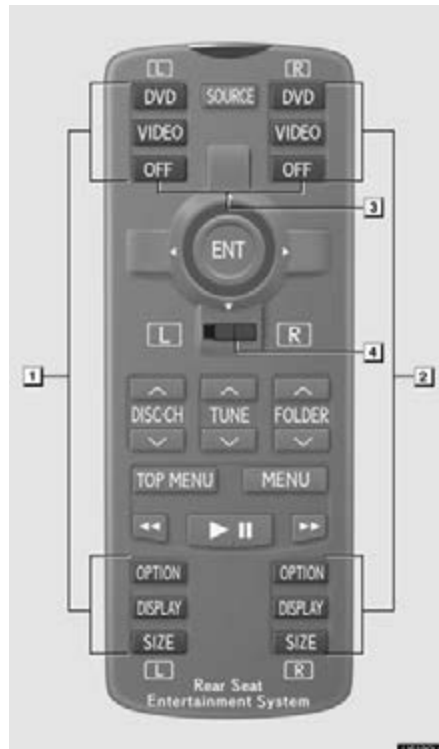 L R
DVD SOURCE DVD
VIDEO VIDEO
OFF OFF
3
ENT
L R
4
1 2
DISC·CH TUNE FOLDER
TOP MENU MENU
OPTION OPTION
DISPLAY DISPLAY
SIZE SIZE
L R
Rear Seat
Entertainment System